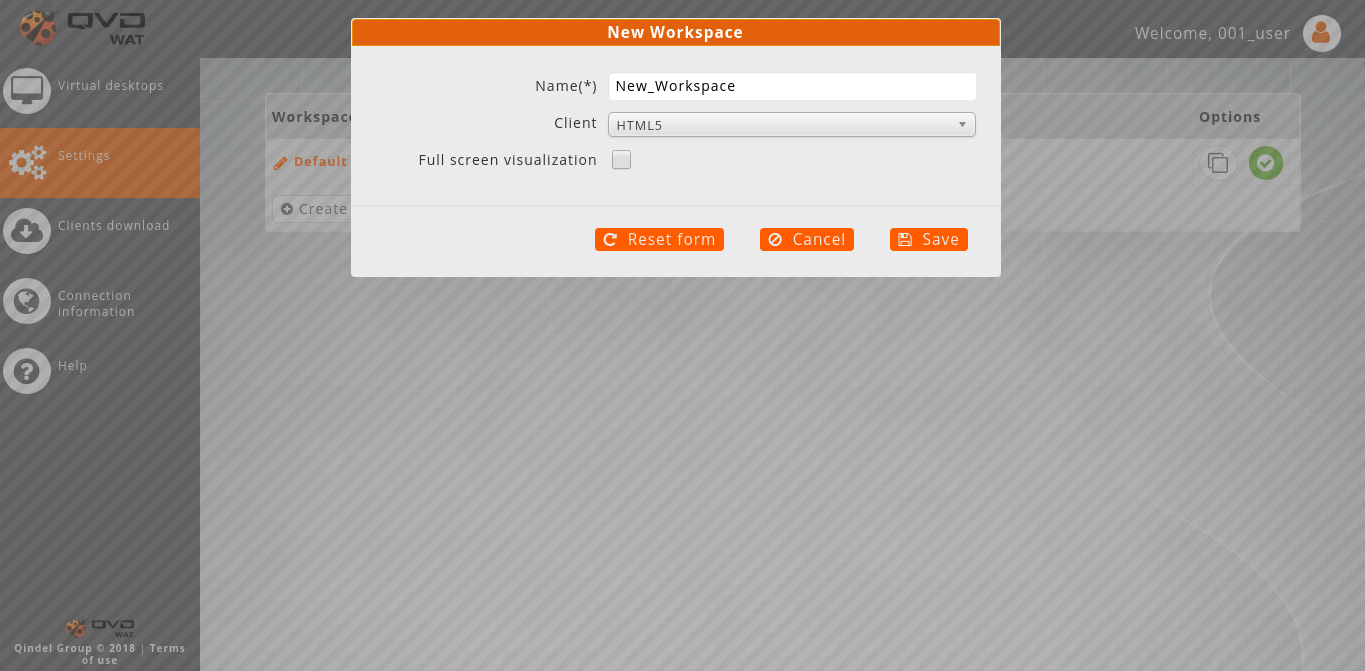 QVD
WAT
New Workspace
Welcome, 001_user
Virtual desktops
Name(*) New_Workspace
Workspac
Options
Client HTML5
Settings
Full screen visualization
Default
Create
Clients download
Reset form Cancel Save
Connection
information
Help
QVD
WAT
Qindel Group © 2018 | Terms
of use